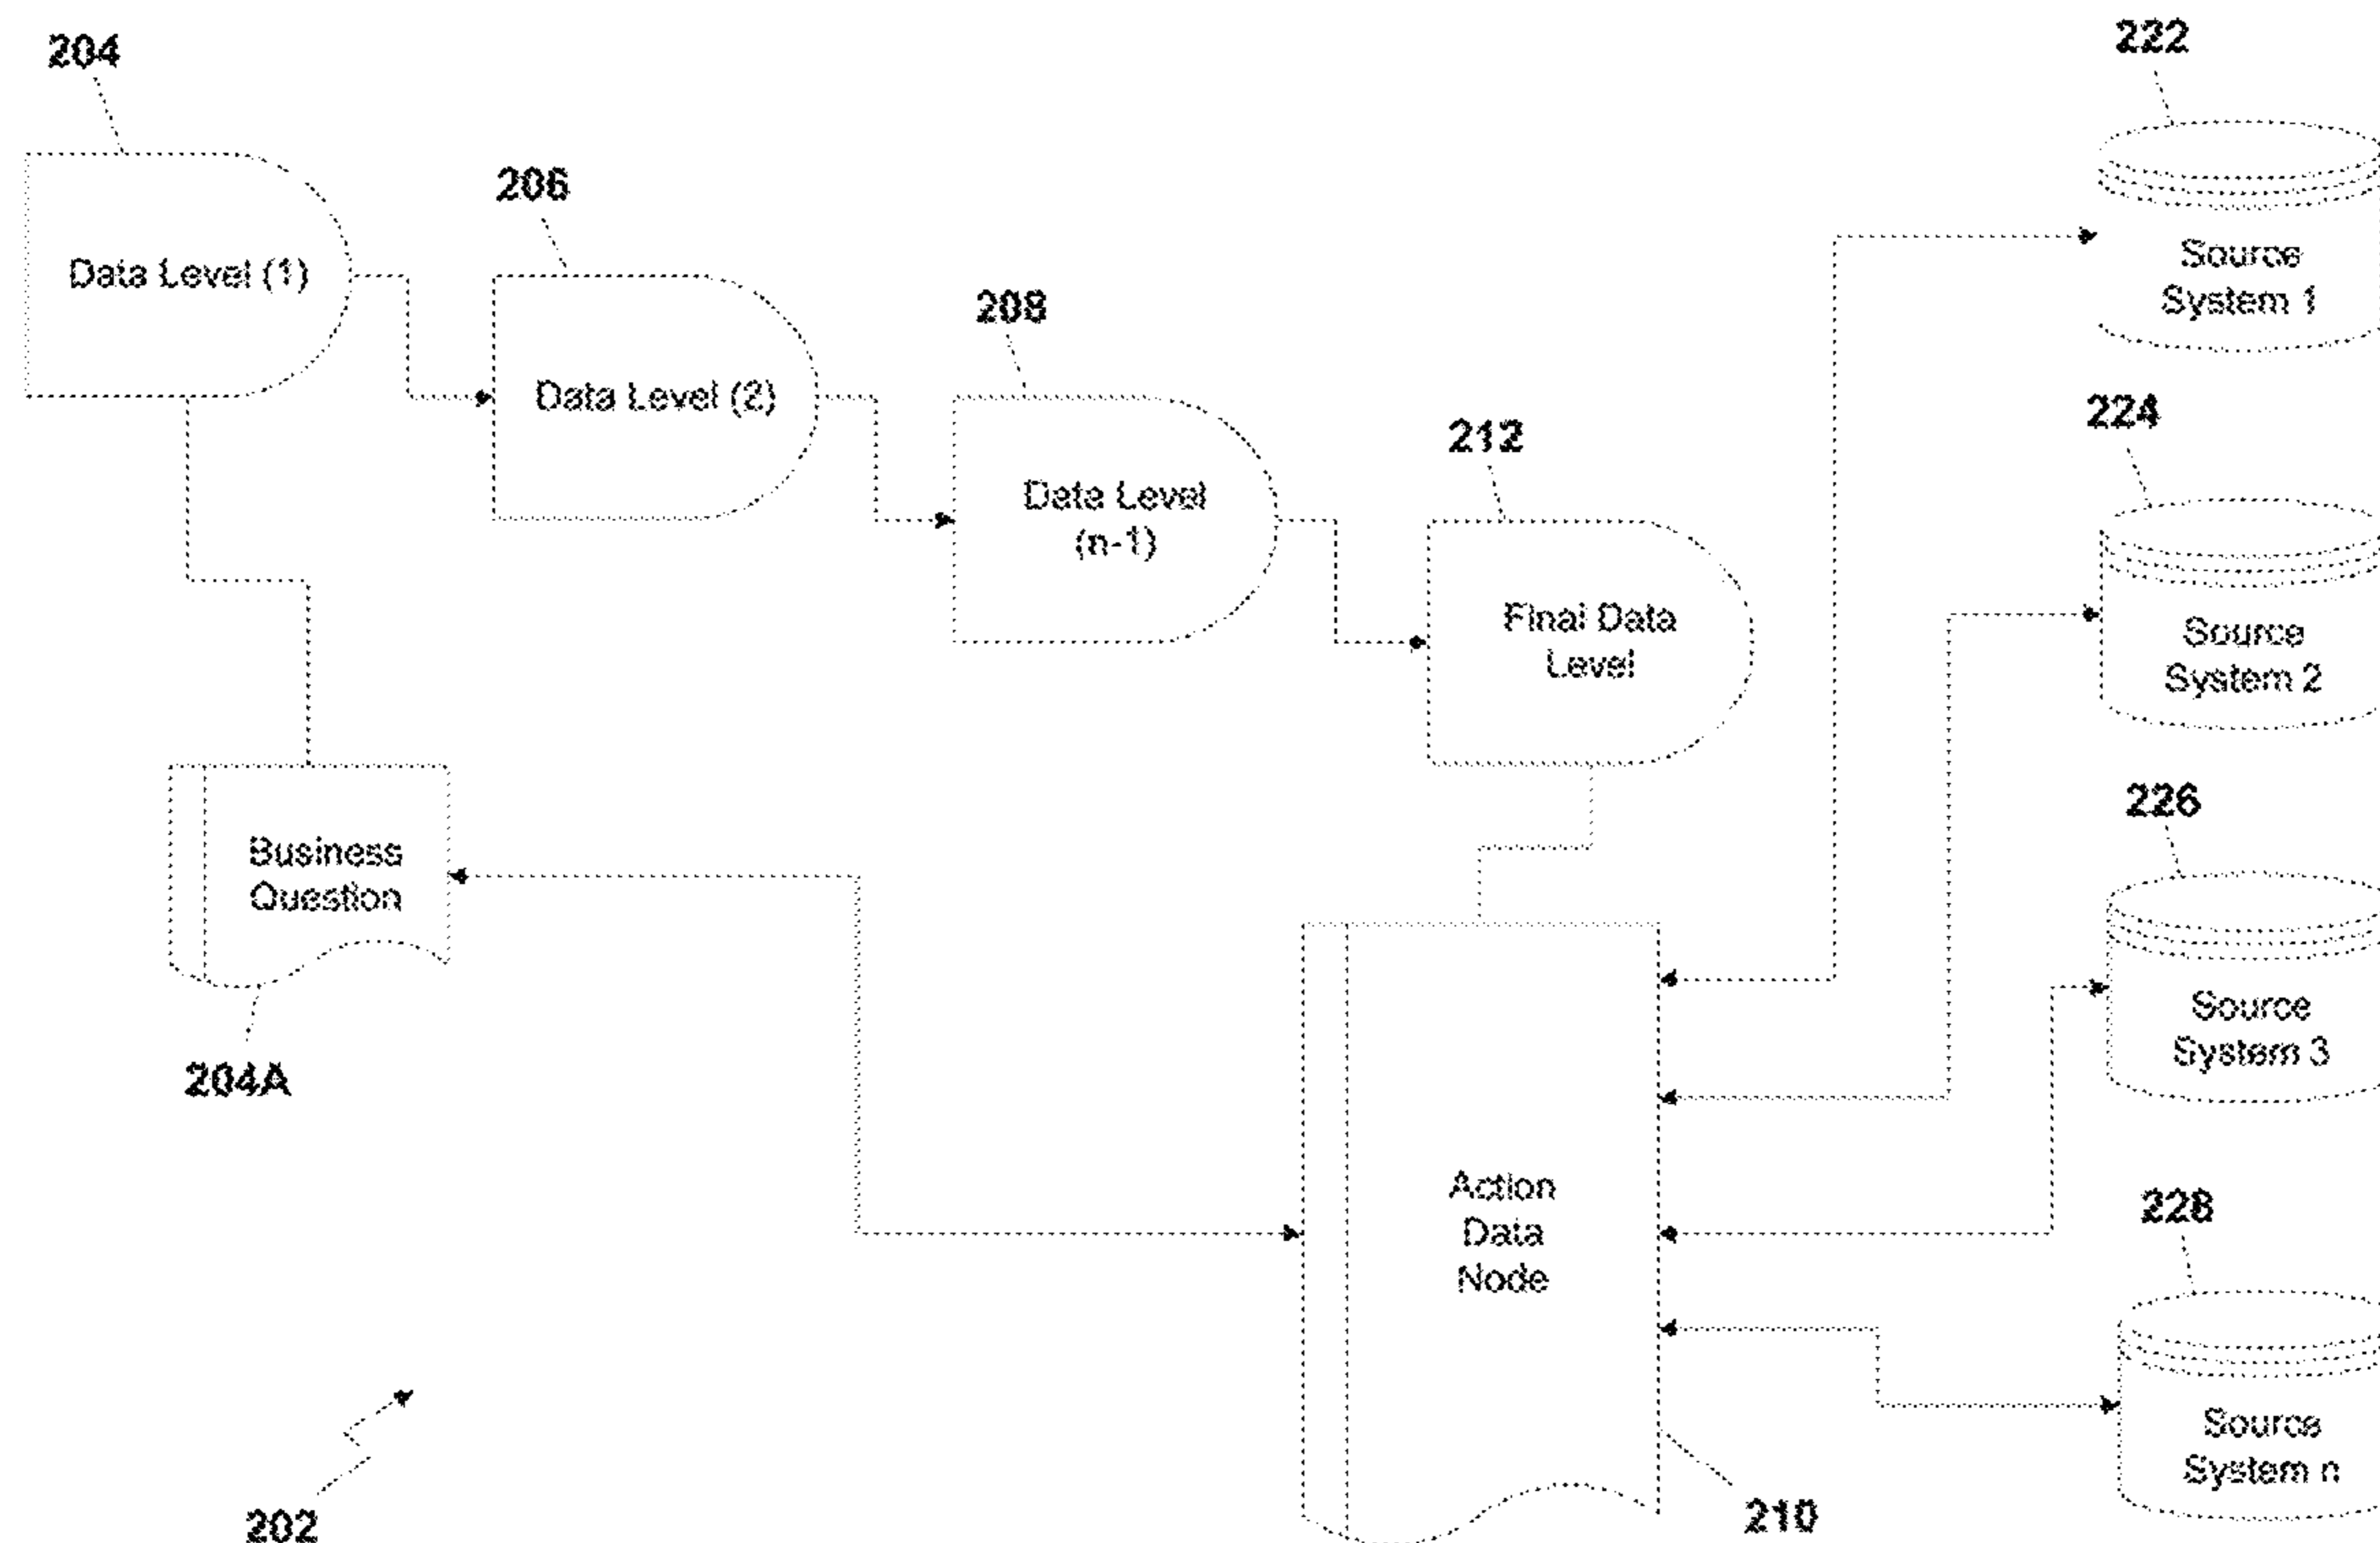 204
222
206
Data Level (1)
Source
System 1
208
Data Level (2)
224
212
Data Level
(n-1)
Final Data
Level
Source
System 2
226
Business
Question
Source
System 3
204A
Action
Data
Node
228
Source
System n
202
210